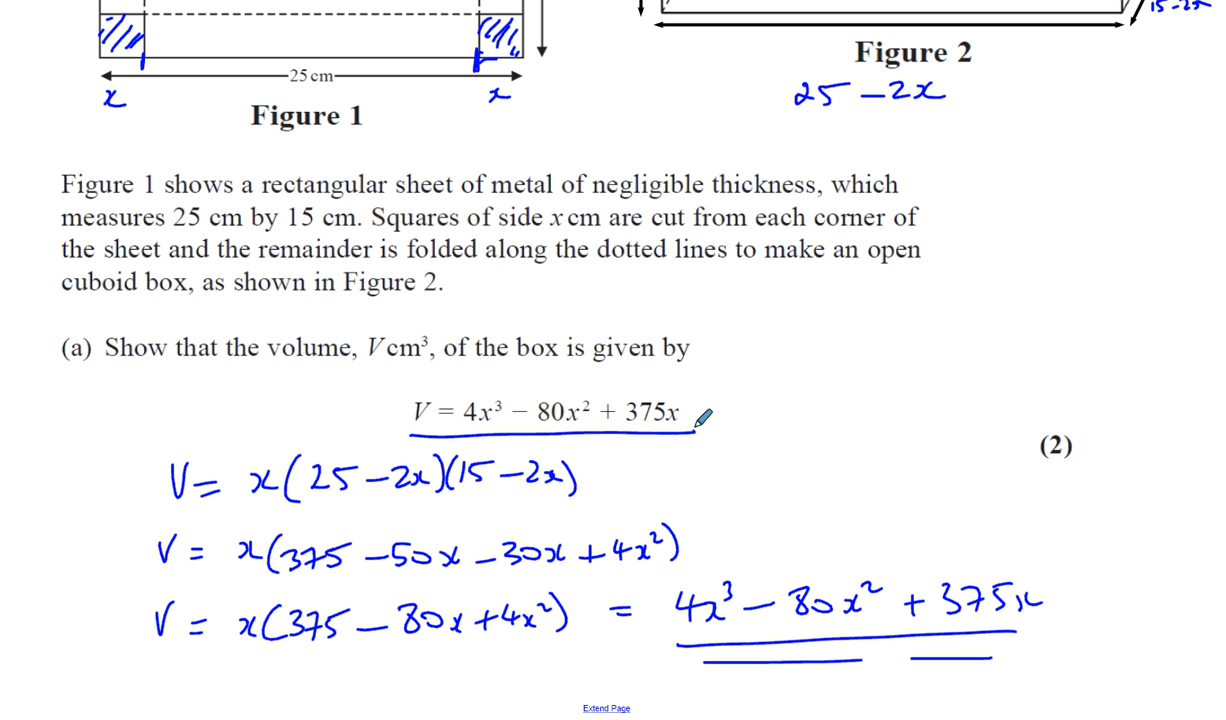 15-2x
25 cm
x
x
Figure 1
Figure 2
25 - 2x
Figure 1 shows a rectangular sheet of metal of negligible thickness, which
measures 25 cm by 15 cm. Squares of side x cm are cut from each corner of
the sheet and the remainder is folded along the dotted lines to make an open
cuboid box, as shown in Figure 2.
(a) Show that the volume, V cm³, of the box is given by
V = 4x³ − 80x² + 375x
(2)
V = x(25 - 2x)(15 - 2x)
V = x(375 - 50x - 30x + 4x²)
V = x(375 - 80x + 4x²) = 4x³ - 80x² + 375x
Extend Page